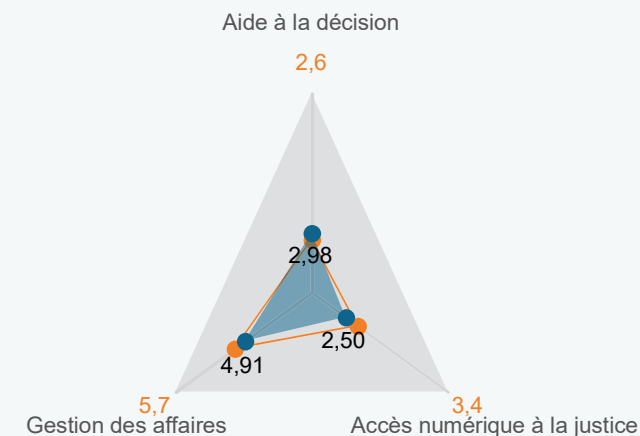 Aide à la décision
2,6
2,98
2,50
4,91
5,7
3,4
Gestion des affaires
Accès numérique à la justice